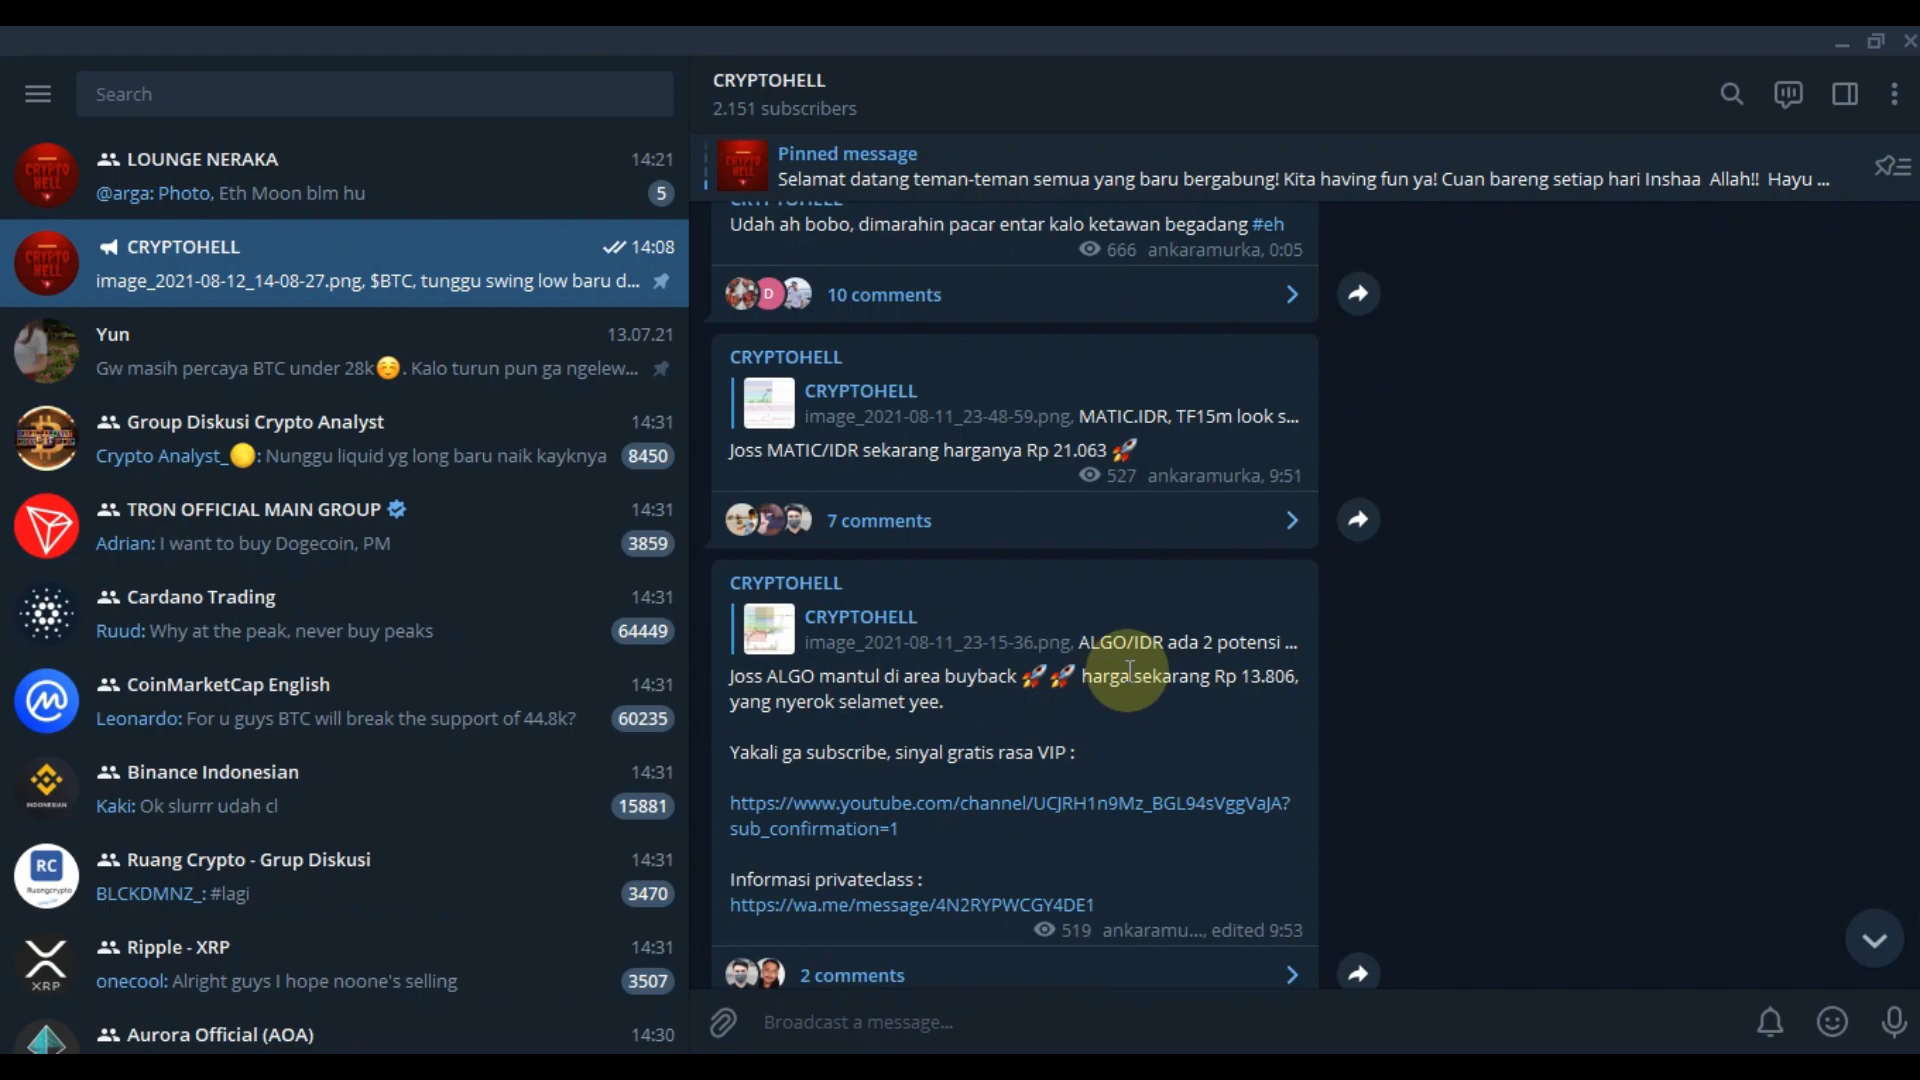 Search
LOUNGE NERAKA
14:21
@arga: Photo, Eth Moon blm hu
5
CRYPTOHELL
14:08
image_2021-08-12_14-08-27.png, $BTC, tunggu swing low baru d...
Yun
13.07.21
Gw masih percaya BTC under 28k☺️. Kalo turun pun ga ngelew...
Group Diskusi Crypto Analyst
14:31
Crypto Analyst_🟡: Nunggu liquid yg long baru naik kayknya
8450
TRON OFFICIAL MAIN GROUP
14:31
Adrian: I want to buy Dogecoin, PM
3859
Cardano Trading
14:31
Ruud: Why at the peak, never buy peaks
64449
CoinMarketCap English
14:31
Leonardo: For u guys BTC will break the support of 44.8k?
60235
Binance Indonesian
14:31
Kaki: Ok slurrr udah cl
15881
Ruang Crypto - Grup Diskusi
14:31
BLCKDMNZ_: #lagi
3470
Ripple - XRP
14:31
onecool: Alright guys I hope noone's selling
3507
Aurora Official (AOA)
14:30
CRYPTO
HELL
CRYPTO
HELL
INDONESIAN
RC
Ruangcrypto
XRP
CRYPTOHELL
2.151 subscribers
CRYPTO
HELL
Pinned message
Selamat datang teman-teman semua yang baru bergabung! Kita having fun ya! Cuan bareng setiap hari Inshaa Allah!! Hayu ...
CRYPTOHELL
Udah ah bobo, dimarahin pacar entar kalo ketawan begadang #eh
666 ankaramurka, 0:05
D
10 comments
CRYPTOHELL
CRYPTOHELL
image_2021-08-11_23-48-59.png, MATIC.IDR, TF15m look s...
Joss MATIC/IDR sekarang harganya Rp 21.063 🚀
527 ankaramurka, 9:51
7 comments
CRYPTOHELL
CRYPTOHELL
image_2021-08-11_23-15-36.png, ALGO/IDR ada 2 potensi ...
Joss ALGO mantul di area buyback 🚀🚀 harga sekarang Rp 13.806,
yang nyerok selamet yee.
Yakali ga subscribe, sinyal gratis rasa VIP :
https://www.youtube.com/channel/UCJRH1n9Mz_BGL94sVggVaJA?
sub_confirmation=1
Informasi privateclass :
https://wa.me/message/4N2RYPWCGY4DE1
519 ankaramu..., edited 9:53
2 comments
Broadcast a message...